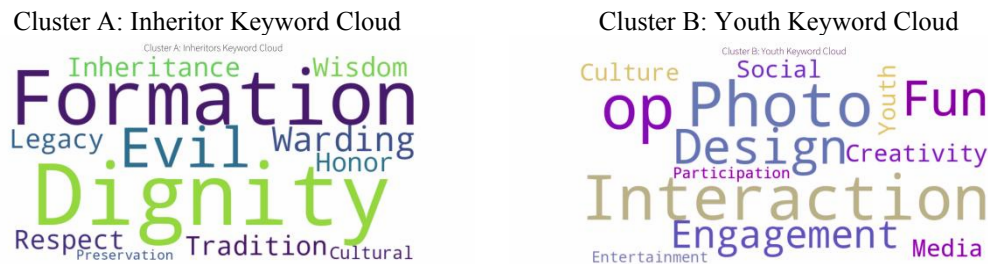 Cluster A: Inheritor Keyword Cloud
Cluster A: Inheritors Keyword Cloud
Inheritance Wisdom
Formation
Legacy Evil Warding
Honor
Dignity
Respect Tradition Cultural
Preservation
Cluster B: Youth Keyword Cloud
Cluster B: Youth Keyword Cloud
Culture Social Youth
op Photo Fun
Design Creativity
Participation
Interaction
Engagement Media
Entertainment